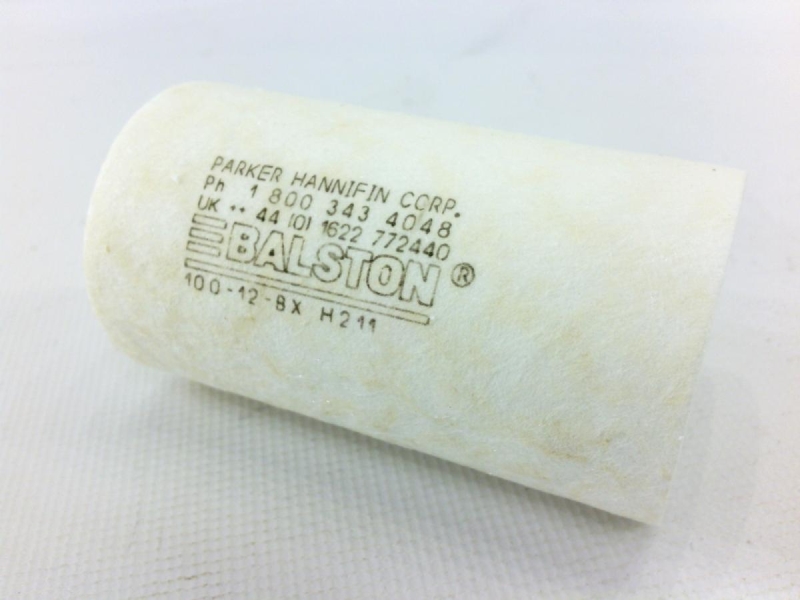 PARKER HANNIFIN CORP.
Ph 1 800 343 4048
UK ++ 44 (0) 1622 772440
BALSTON®
100-12-BX H211